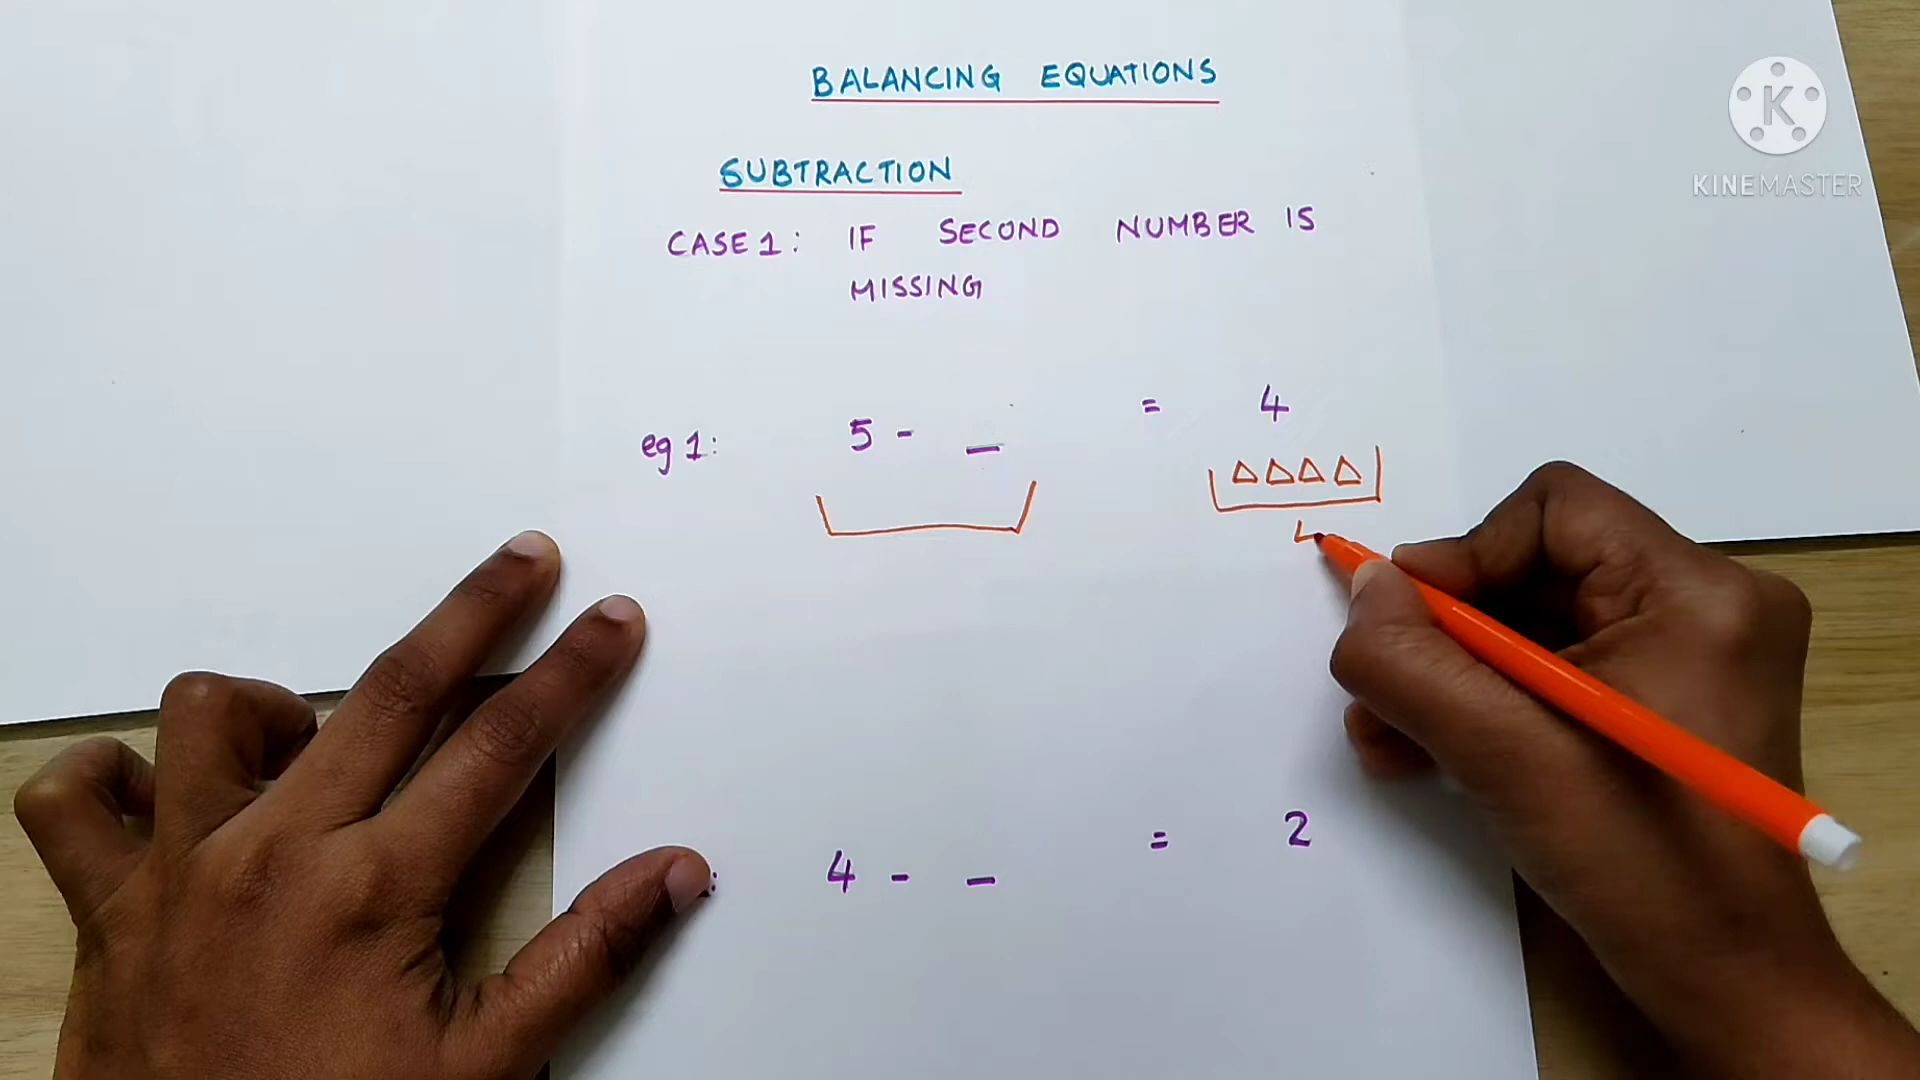 BALANCING EQUATIONS
K
KINEMASTER
SUBTRACTION
CASE 1: IF SECOND NUMBER IS
MISSING
eg 1: 5 - _ = 4
4 - _ = 2